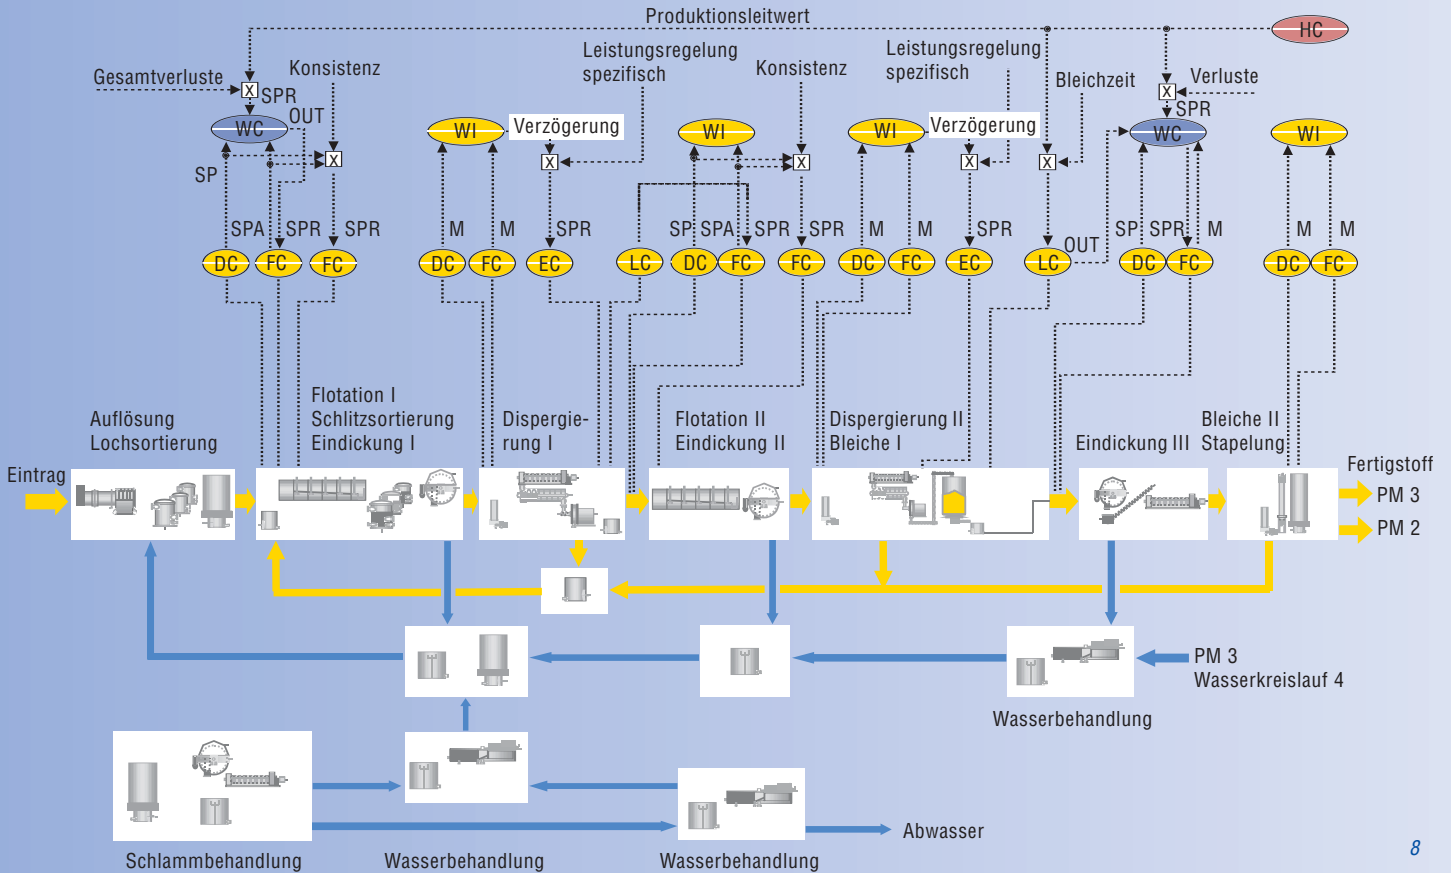 Produktionsleitwert
HC
Gesamtverluste
Konsistenz
Leistungsregelung
spezifisch
Konsistenz
Leistungsregelung
spezifisch
Bleichzeit
Verluste
X
SPR
OUT
X
SPR
WC
WI
Verzögerung
WI
WI
Verzögerung
WC
WI
X
X
X
X
X
SP
SPA
SPR
SPR
M
M
SPR
SP
SPA
SPR
SPR
M
M
SPR
OUT
SP
SPR
M
M
M
DC
FC
FC
DC
FC
EC
LC
DC
FC
FC
DC
FC
EC
LC
DC
FC
DC
FC
Auflösung
Lochsortierung
Flotation I
Schlitzsortierung
Eindickung I
Dispergie-
rung I
Flotation II
Eindickung II
Dispergierung II
Bleiche I
Eindickung III
Bleiche II
Stapelung
Eintrag
Fertigstoff
PM 3
PM 2
PM 3
Wasserkreislauf 4
Wasserbehandlung
Abwasser
Schlammbehandlung
Wasserbehandlung
Wasserbehandlung
8